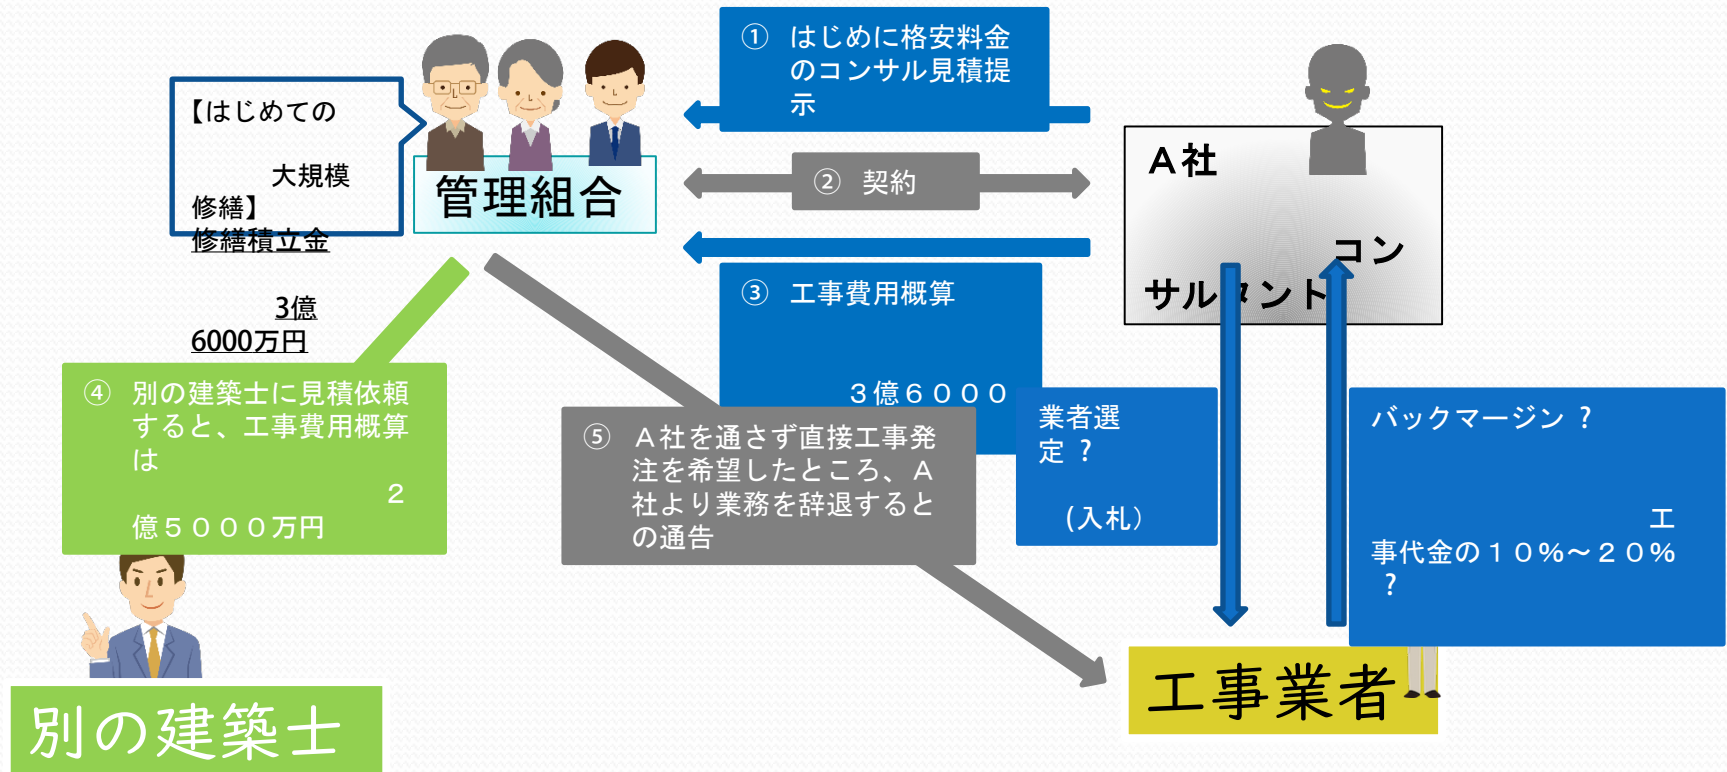 ① はじめに格安料金
のコンサル見積提
示
【はじめての
大規模
修繕】
修繕積立金
3億
6000万円
管理組合
② 契約
A社
コン
サルタント
③ 工事費用概算
3億6000
④ 別の建築士に見積依頼
すると、工事費用概算
は
2
億5000万円
⑤ A社を通さず直接工事発
注を希望したところ、A
社より業務を辞退すると
の通告
業者選
定?
(入札)
バックマージン?
工
事代金の10%~20%
?
工事業者
別の建築士